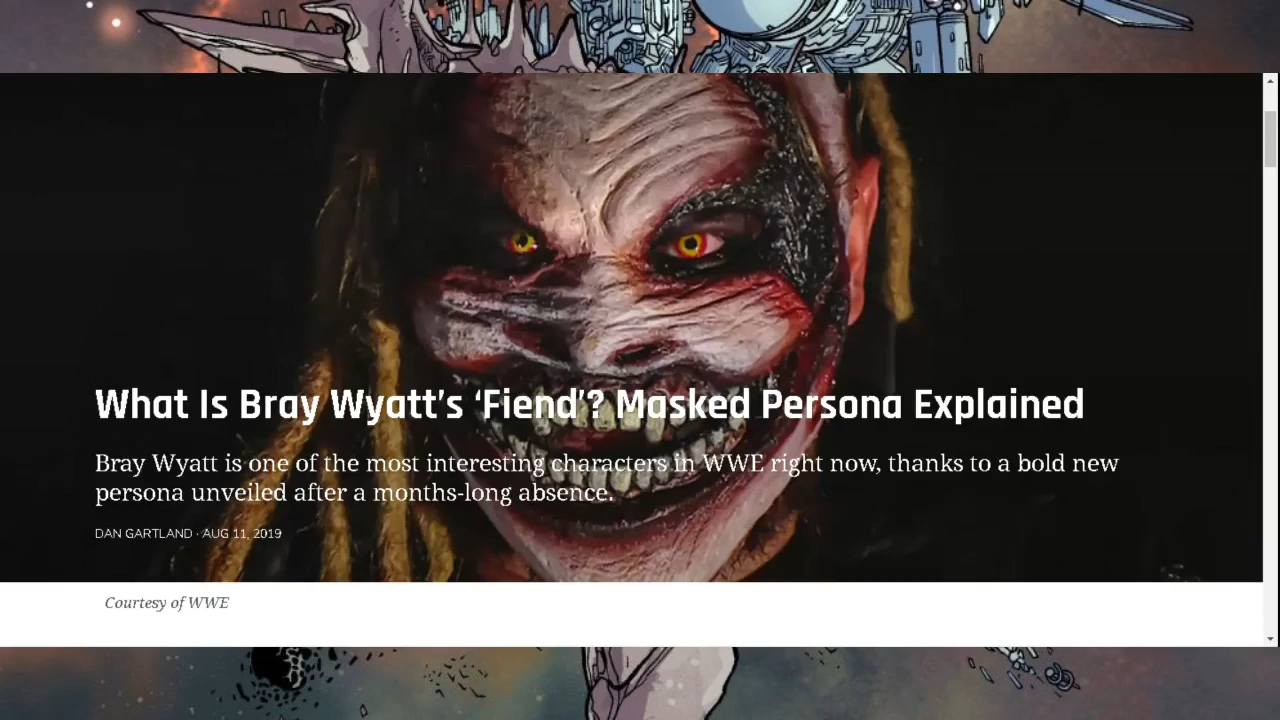 What Is Bray Wyatt's ‘Fiend’? Masked Persona Explained
Bray Wyatt is one of the most interesting characters in WWE right now, thanks to a bold new
persona unveiled after a months-long absence.
DAN GARTLAND · AUG 11, 2019
Courtesy of WWE